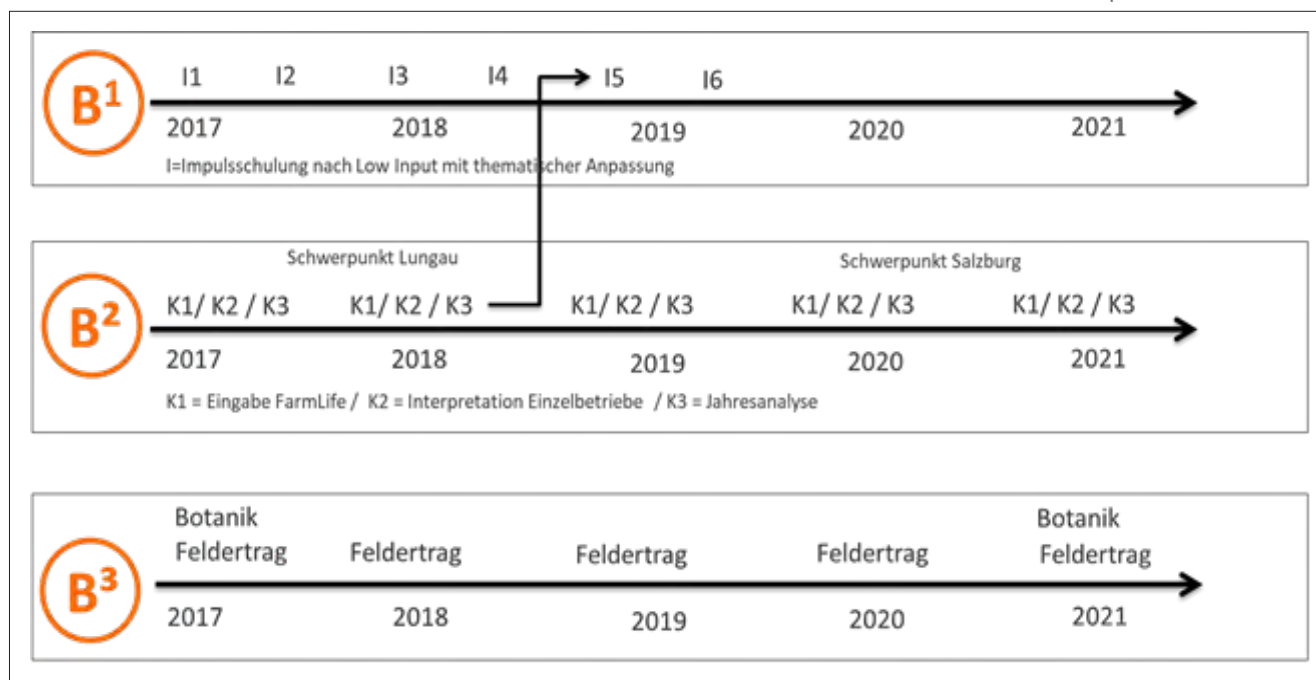 B¹
I1 I2 I3 I4 I5 I6
2017 2018 2019 2020 2021
I=Impulsschulung nach Low Input mit thematischer Anpassung
B²
Schwerpunkt Lungau Schwerpunkt Salzburg
K1/ K2 / K3 K1/ K2 / K3 K1/ K2 / K3 K1/ K2 / K3 K1/ K2 / K3
2017 2018 2019 2020 2021
K1 = Eingabe FarmLife / K2 = Interpretation Einzelbetriebe / K3 = Jahresanalyse
B³
Botanik Botanik
Feldertrag Feldertrag Feldertrag Feldertrag Feldertrag
2017 2018 2019 2020 2021